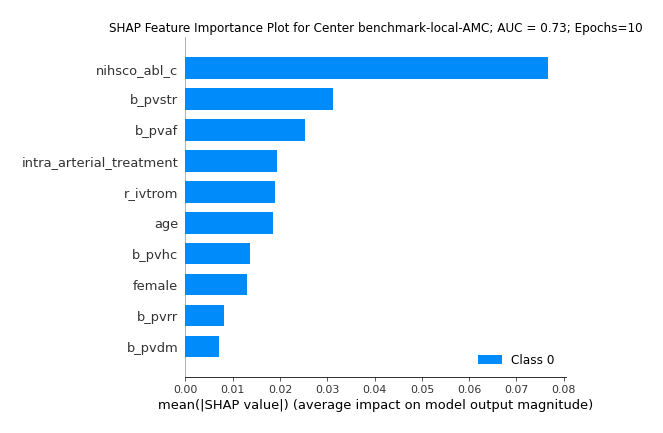 SHAP Feature Importance Plot for Center benchmark-local-AMC; AUC = 0.73; Epochs=10
nihsco_abl_c
b_pvstr
b_pvaf
intra_arterial_treatment
r_ivtrom
age
b_pvhc
female
b_pvrr
b_pvdm
Class 0
0.00 0.01 0.02 0.03 0.04 0.05 0.06 0.07 0.08
mean(|SHAP value|) (average impact on model output magnitude)